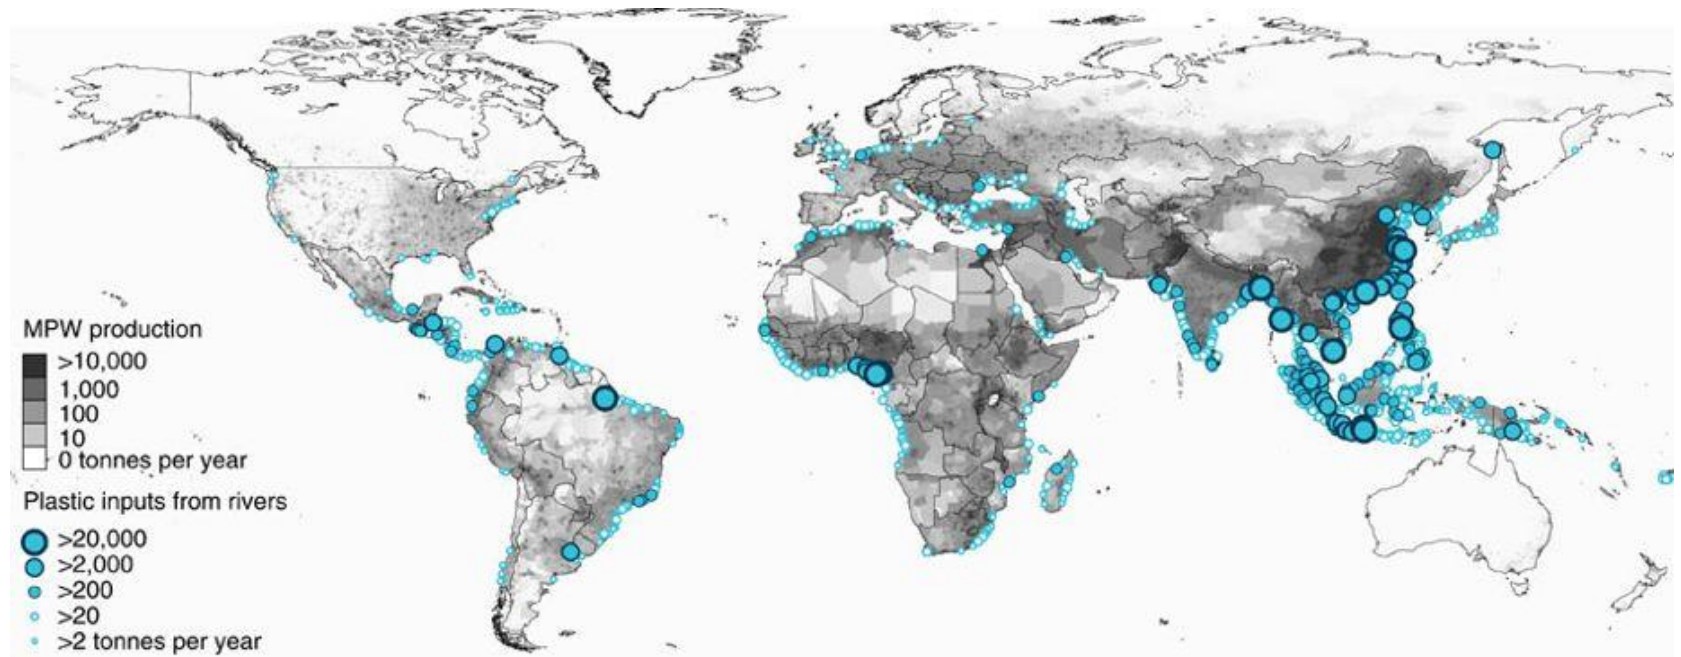 MPW production
>10,000
1,000
100
10
0 tonnes per year
Plastic inputs from rivers
>20,000
>2,000
>200
>20
>2 tonnes per year